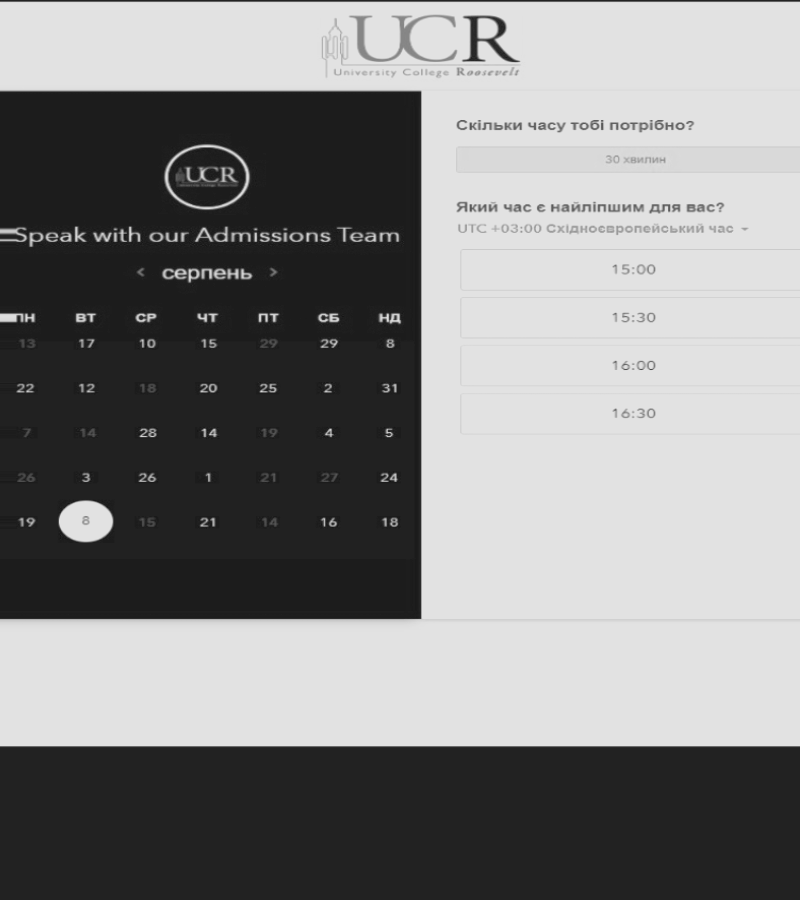 UCR
University College Roosevelt
UCR
Speak with our Admissions Team
< серпень >
ПН ВТ СР ЧТ ПТ СБ НД
13 17 10 15 29 29 8
22 12 18 20 25 2 31
7 14 28 14 19 4 5
26 3 26 1 21 27 24
19 8 15 21 14 16 18
Скільки часу тобі потрібно?
30 хвилин
Який час є найліпшим для вас?
UTC +03:00 Східноєвропейський час
15:00
15:30
16:00
16:30